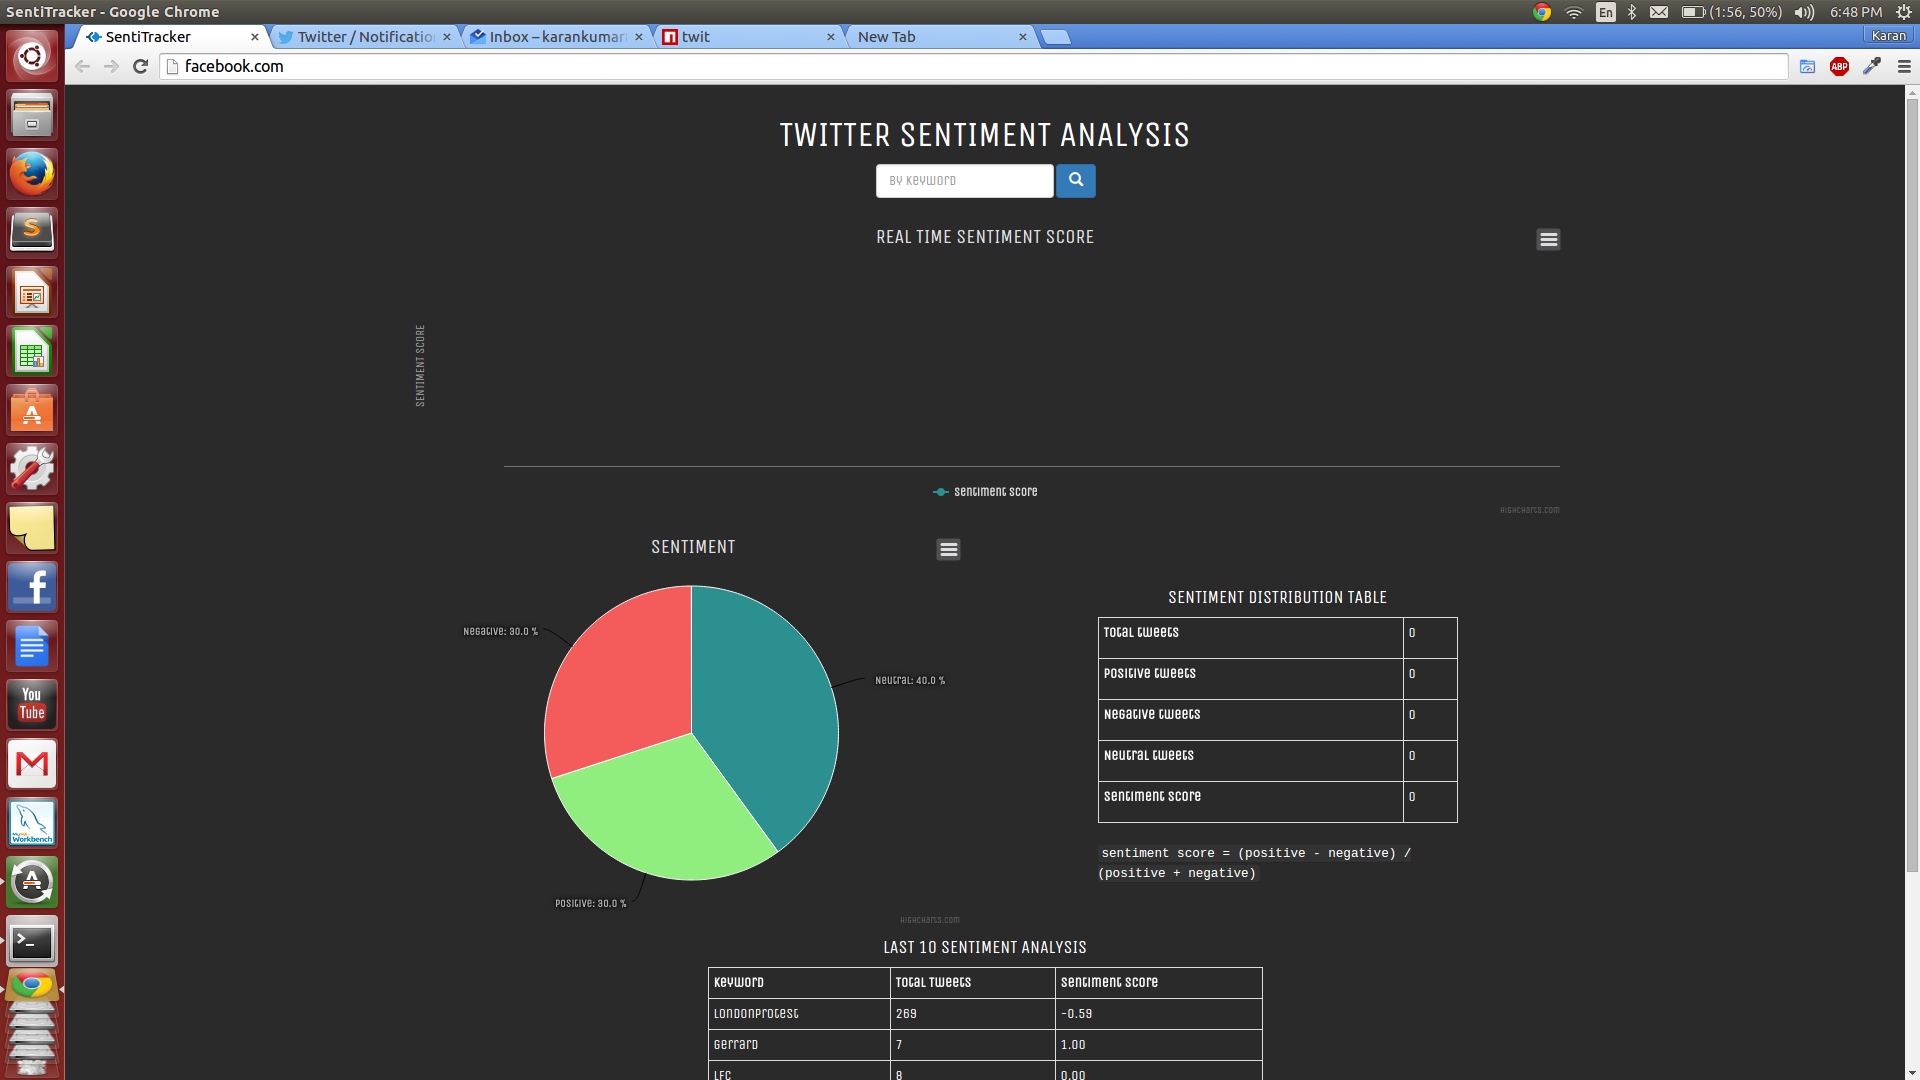 SentiTracker - Google Chrome
En
(1:56, 50%)
6:48 PM
SentiTracker
Twitter / Notificatio
Inbox – karankumar
twit
New Tab
Karan
facebook.com
ABP
TWITTER SENTIMENT ANALYSIS
By Keyword
REAL TIME SENTIMENT SCORE
SENTIMENT SCORE
Sentiment Score
Highcharts.com
SENTIMENT
Negative: 30.0 %
Neutral: 40.0 %
Positive: 30.0 %
Highcharts.com
SENTIMENT DISTRIBUTION TABLE
Total tweets 0
Positive tweets 0
Negative tweets 0
Neutral tweets 0
Sentiment Score 0
sentiment score = (positive - negative) /
(positive + negative)
LAST 10 SENTIMENT ANALYSIS
Keyword Total Tweets Sentiment Score
LondonProtest 269 -0.59
Gerrard 7 1.00
LFC 8 0.00
You
Tube
Workbench